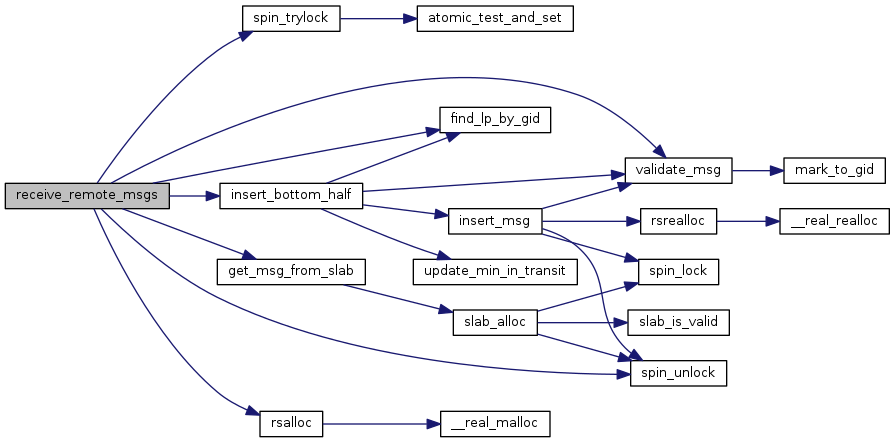 spin_trylock
atomic_test_and_set
find_lp_by_gid
validate_msg
mark_to_gid
receive_remote_msgs
insert_bottom_half
insert_msg
rsrealloc
__real_realloc
get_msg_from_slab
update_min_in_transit
spin_lock
slab_alloc
slab_is_valid
spin_unlock
rsalloc
__real_malloc